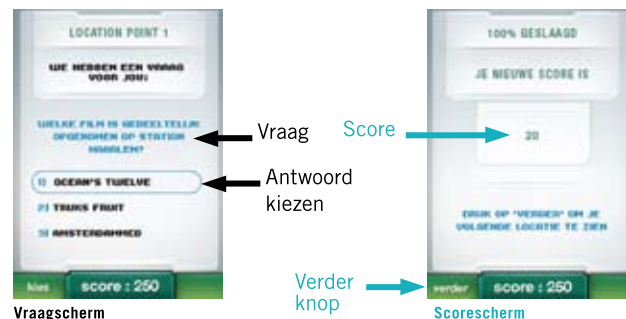 LOCATION POINT 1
WE HEBBEN EEN VRAAG
VOOR JOU:
WELKE FILM IS GEDEELTELIJK
OPGENOMEN OP STATION
HAARLEM?
1) OCEAN'S TWELVE
2) TRUKS FRUIT
3) AMSTERDAMMED
kies
score : 250
Vraagscherm
Vraag
Antwoord
kiezen
100% GESLAAGD
JE NIEUWE SCORE IS
20
DRUK OP 'VERDER' OM JE
VOLGENDE LOCATIE TE ZIEN
verder
score : 250
Scorescherm
Score
Verder
knop